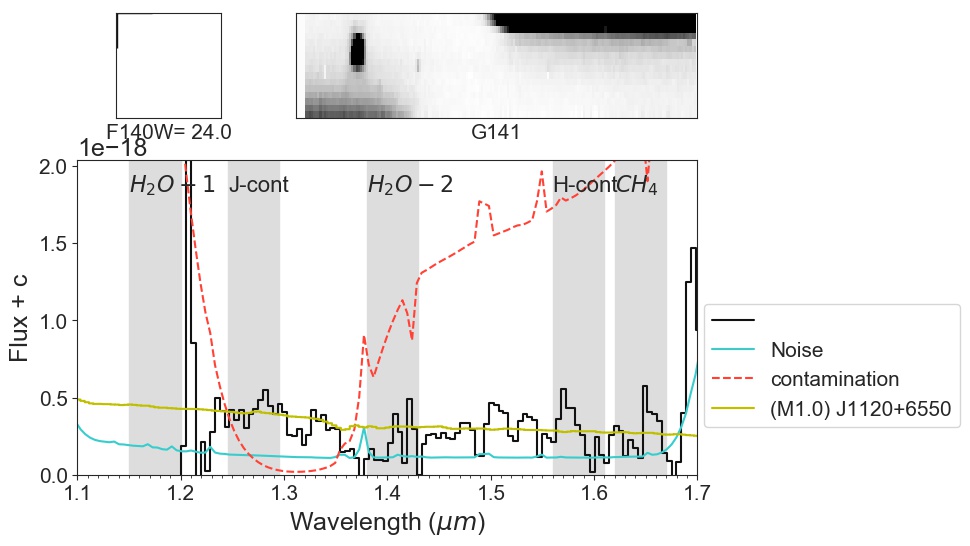 F140W= 24.0
G141
1e−18
H₂O − 1
J-cont
H₂O − 2
H-cont
CH₄
2.0
1.5
1.0
0.5
0.0
Flux + c
1.1
1.2
1.3
1.4
1.5
1.6
1.7
Wavelength (μm)
Noise
contamination
(M1.0) J1120+6550